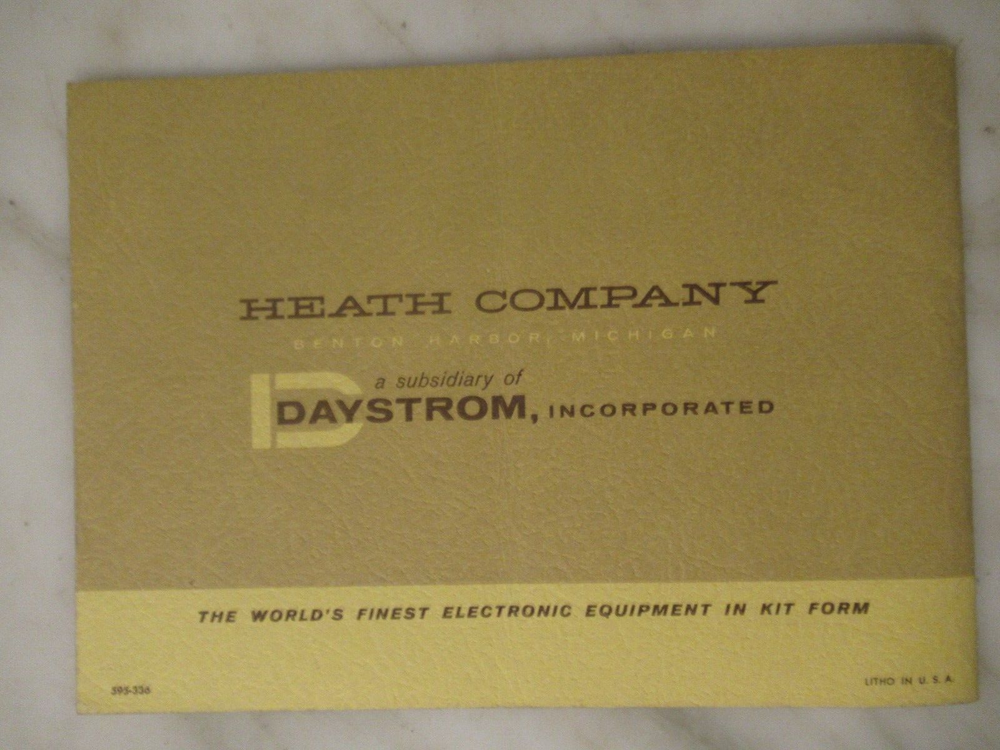 HEATH COMPANY
BENTON HARBOR, MICHIGAN
a subsidiary of
DAYSTROM, INCORPORATED
THE WORLD'S FINEST ELECTRONIC EQUIPMENT IN KIT FORM
595-336
LITHO IN U. S. A.